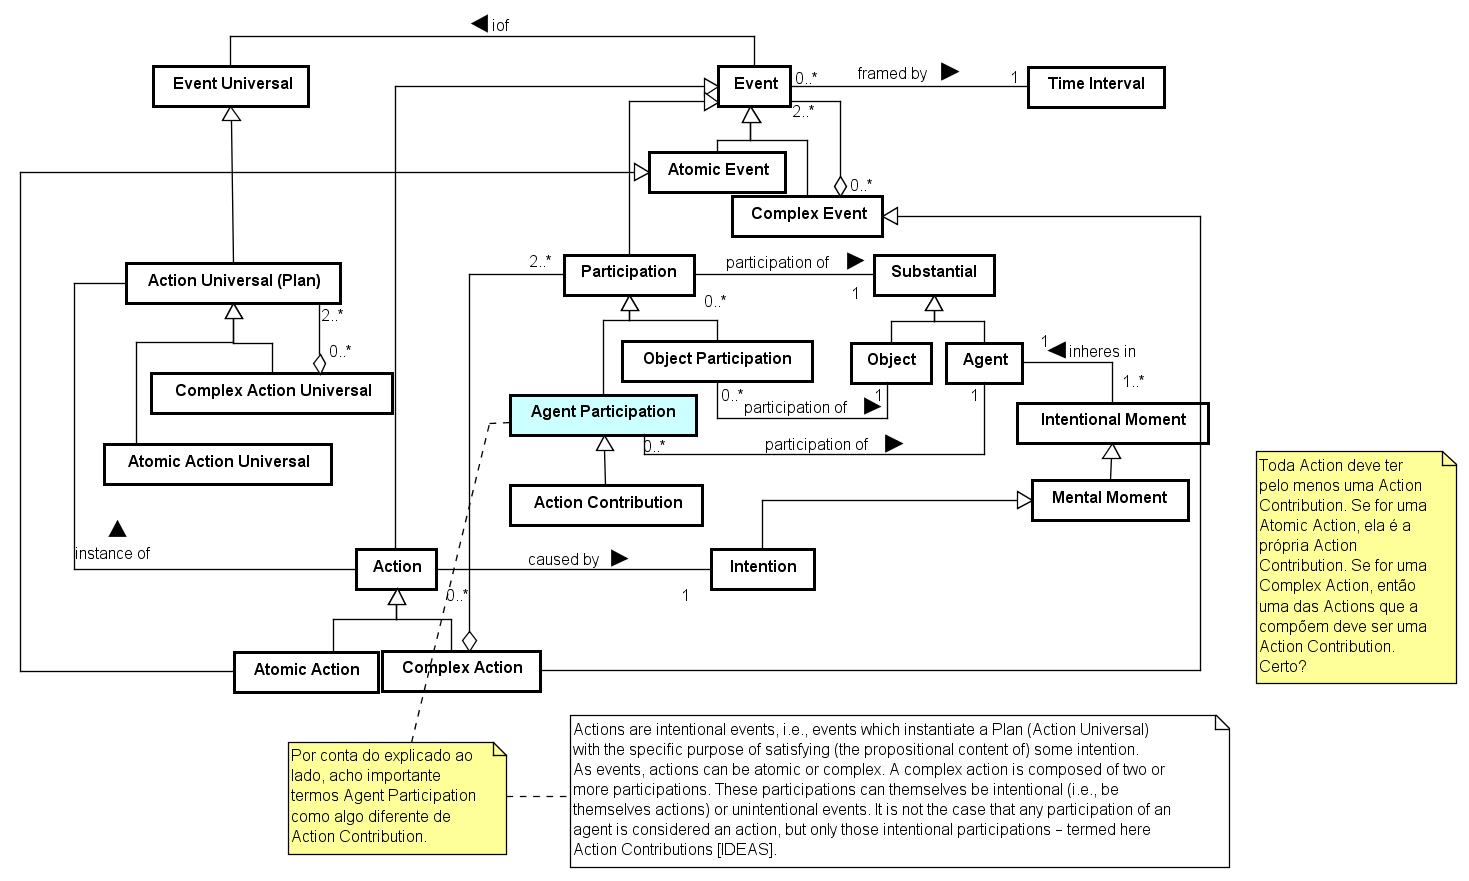 iof
Event Universal
Event
0..*
framed by
1
Time Interval
2..*
Atomic Event
0..*
Complex Event
Action Universal (Plan)
2..*
Participation
participation of
Substantial
1
0..*
2..*
0..*
Object Participation
Object
Agent
1
inheres in
1..*
Complex Action Universal
0..*
participation of
1
1
Agent Participation
Intentional Moment
0..*
participation of
Atomic Action Universal
Action Contribution
Mental Moment
instance of
Action
caused by
Intention
0..*
1
Atomic Action
Complex Action
Toda Action deve ter
pelo menos uma Action
Contribution. Se for uma
Atomic Action, ela é a
própria Action
Contribution. Se for uma
Complex Action, então
uma das Actions que a
compõem deve ser uma
Action Contribution.
Certo?
Por conta do explicado ao
lado, acho importante
termos Agent Participation
como algo diferente de
Action Contribution.
Actions are intentional events, i.e., events which instantiate a Plan (Action Universal)
with the specific purpose of satisfying (the propositional content of) some intention.
As events, actions can be atomic or complex. A complex action is composed of two or
more participations. These participations can themselves be intentional (i.e., be
themselves actions) or unintentional events. It is not the case that any participation of an
agent is considered an action, but only those intentional participations – termed here
Action Contributions [IDEAS].